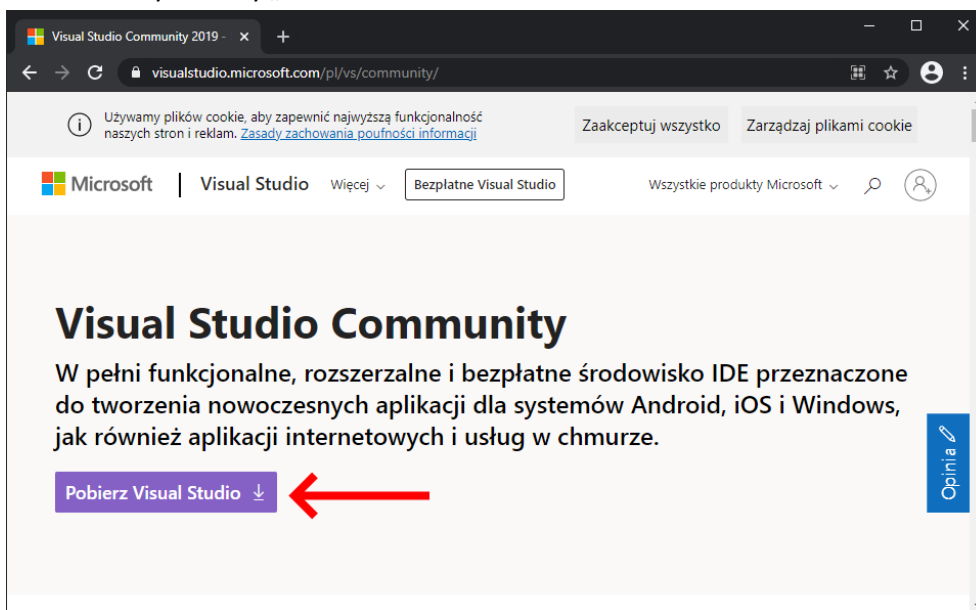 Visual Studio Community 2019 -
visualstudio.microsoft.com/pl/vs/community/
Używamy plików cookie, aby zapewnić najwyższą funkcjonalność
naszych stron i reklam. Zasady zachowania poufności informacji
Zaakceptuj wszystko
Zarządzaj plikami cookie
Microsoft
Visual Studio
Więcej
Bezpłatne Visual Studio
Wszystkie produkty Microsoft
Visual Studio Community
W pełni funkcjonalne, rozszerzalne i bezpłatne środowisko IDE przeznaczone
do tworzenia nowoczesnych aplikacji dla systemów Android, iOS i Windows,
jak również aplikacji internetowych i usług w chmurze.
Opinia
Pobierz Visual Studio